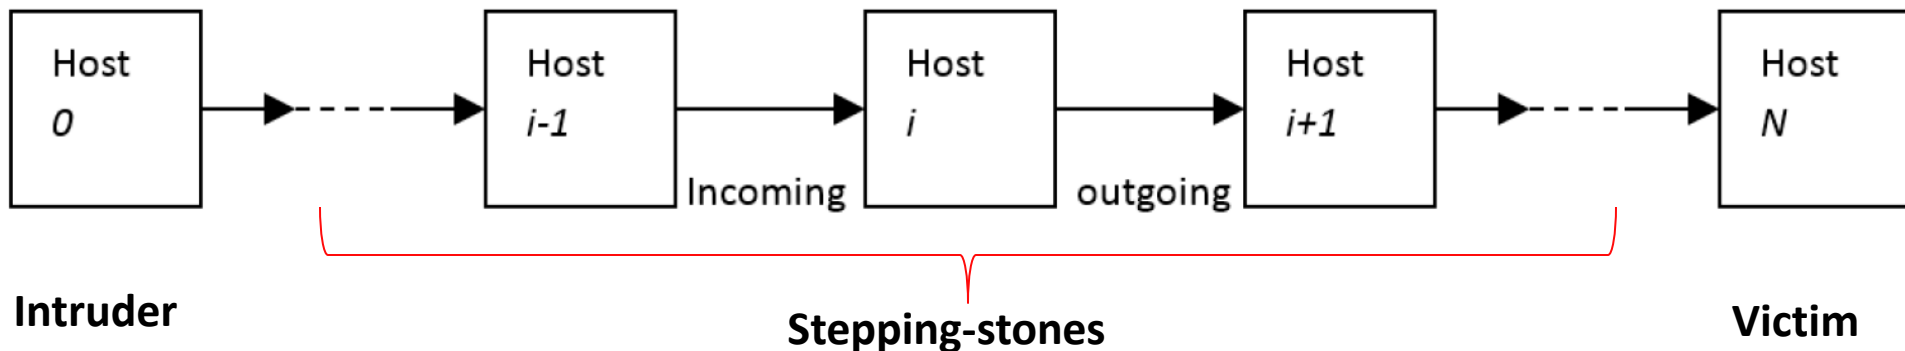 Host
0
Host
i-1
Host
i
Host
i+1
Host
N
Incoming
outgoing
Intruder
Stepping-stones
Victim